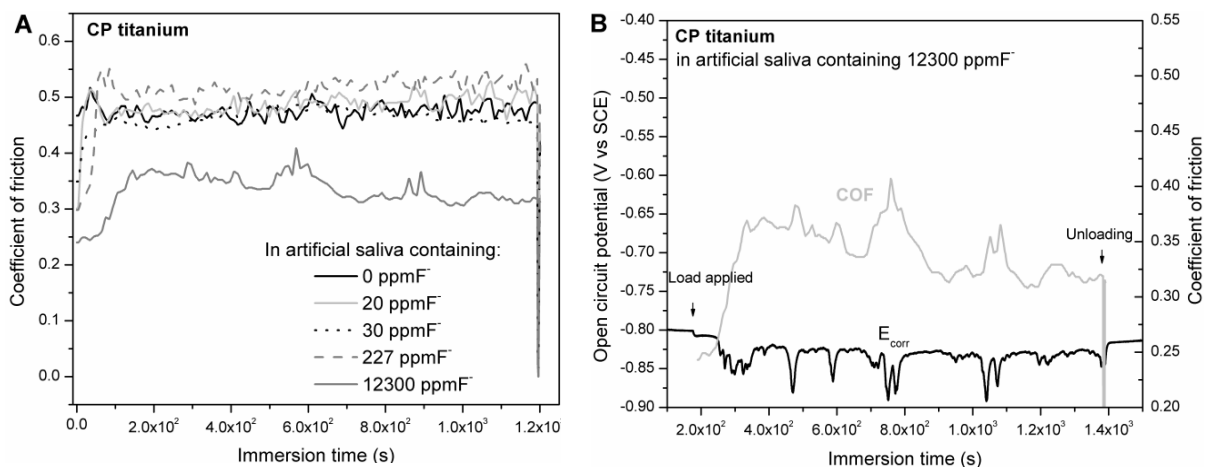 A
CP titanium
Coefficient of friction
0.6
0.5
0.4
0.3
0.2
0.1
0.0
In artificial saliva containing:
0 ppmF⁻
20 ppmF⁻
30 ppmF⁻
227 ppmF⁻
12300 ppmF⁻
0.0 2.0x10² 4.0x10² 6.0x10² 8.0x10² 1.0x10³ 1.2x10³
Immersion time (s)
B
CP titanium
in artificial saliva containing 12300 ppmF⁻
Open circuit potential (V vs SCE)
-0.40
-0.45
-0.50
-0.55
-0.60
-0.65
-0.70
-0.75
-0.80
-0.85
-0.90
COF
Load applied
Unloading
E_corr
0.55
0.50
0.45
0.40
0.35
0.30
0.25
0.20
Coefficient of friction
2.0x10² 4.0x10² 6.0x10² 8.0x10² 1.0x10³ 1.2x10³ 1.4x10³
Immersion time (s)